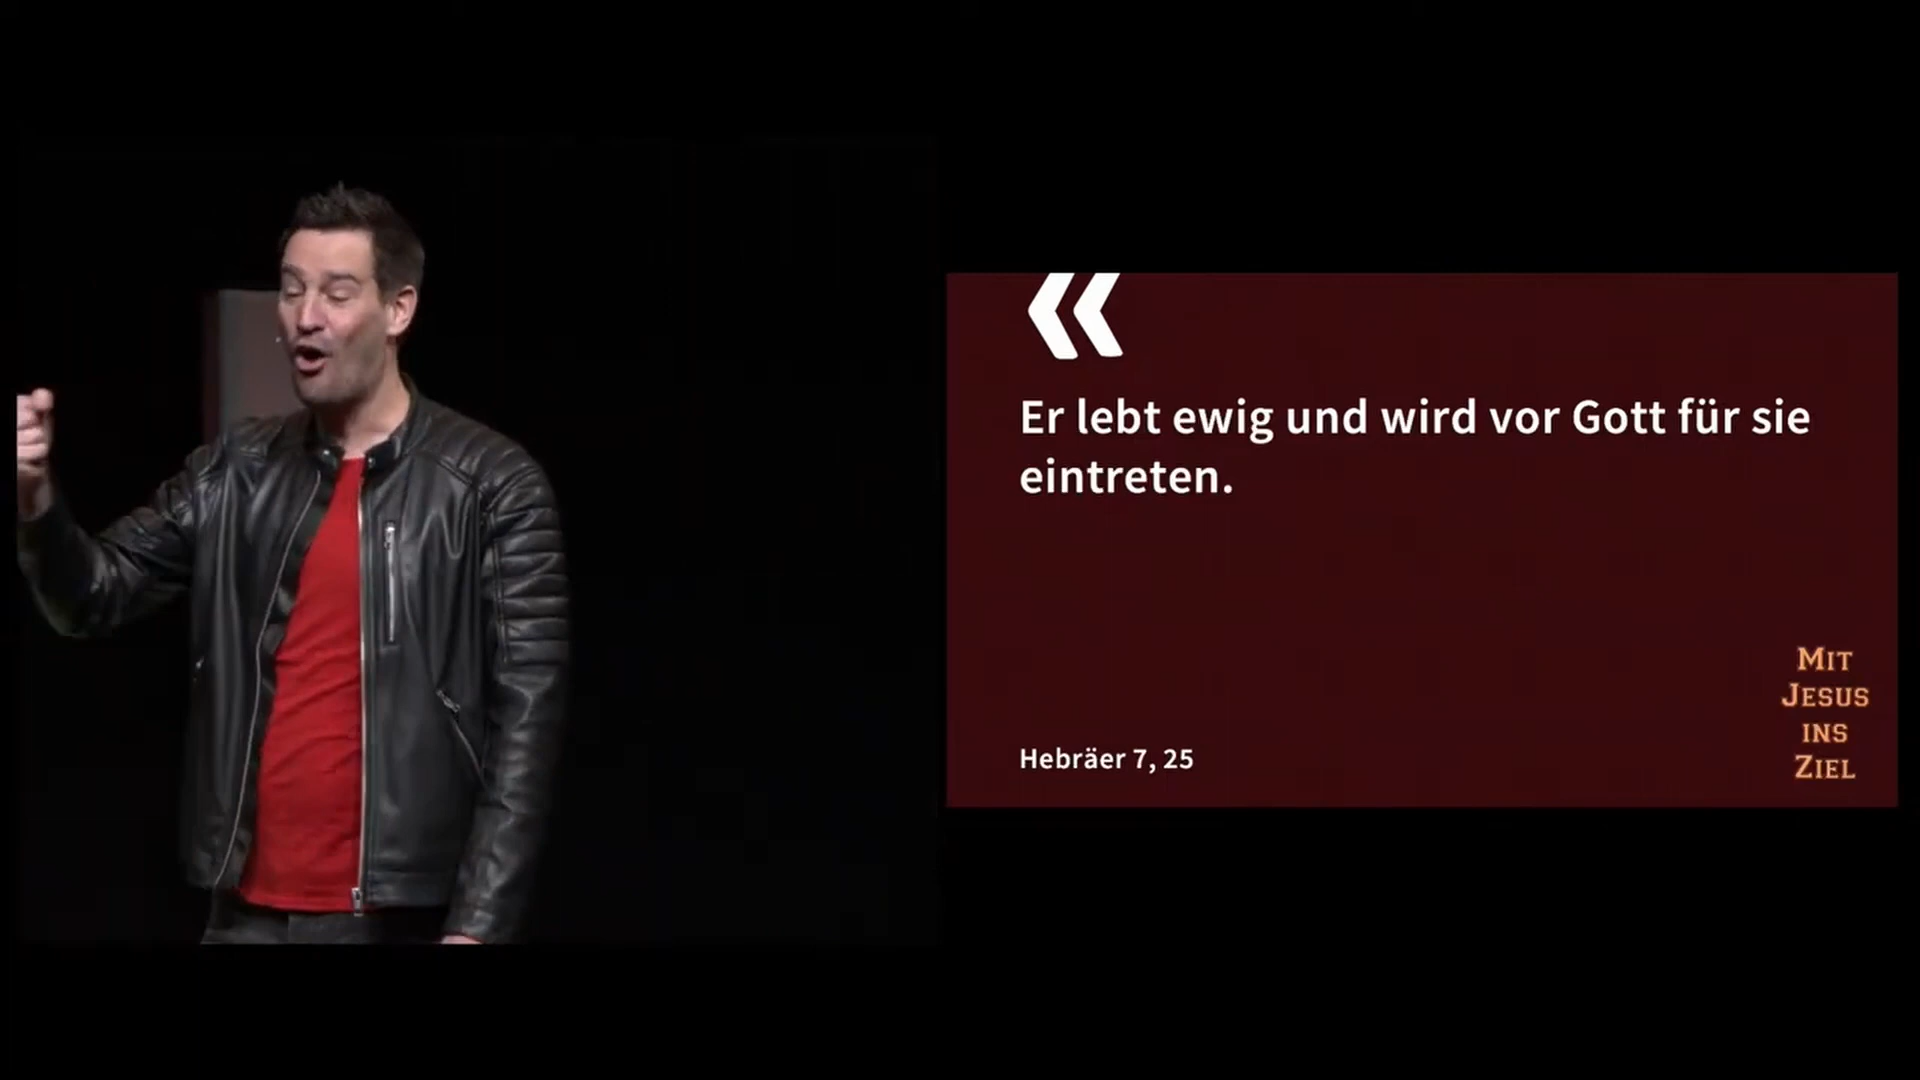 «
Er lebt ewig und wird vor Gott für sie
eintreten.
Hebräer 7, 25
Mit
Jesus
ins
Ziel